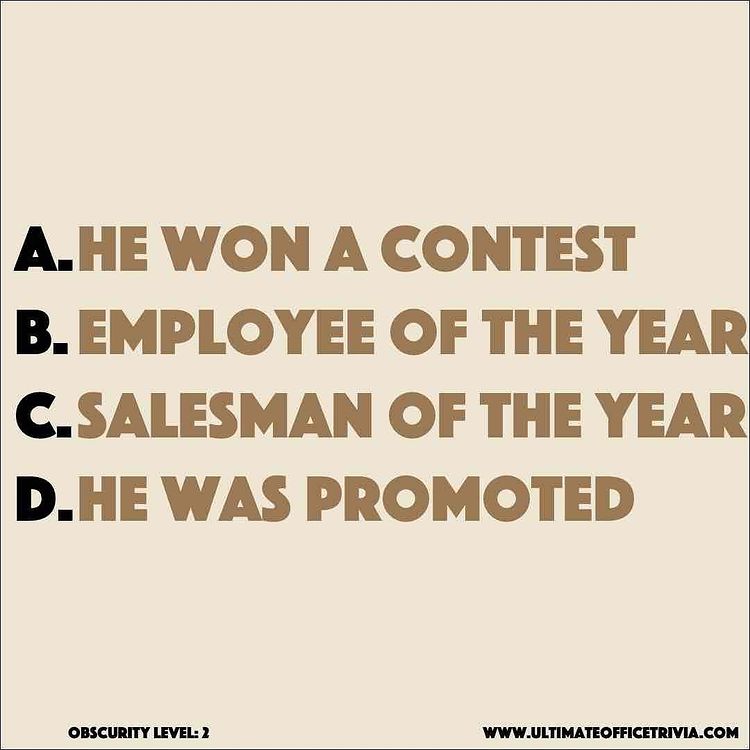 A. HE WON A CONTEST
B. EMPLOYEE OF THE YEAR
C. SALESMAN OF THE YEAR
D. HE WAS PROMOTED
OBSCURITY LEVEL: 2 WWW.ULTIMATEOFFICETRIVIA.COM